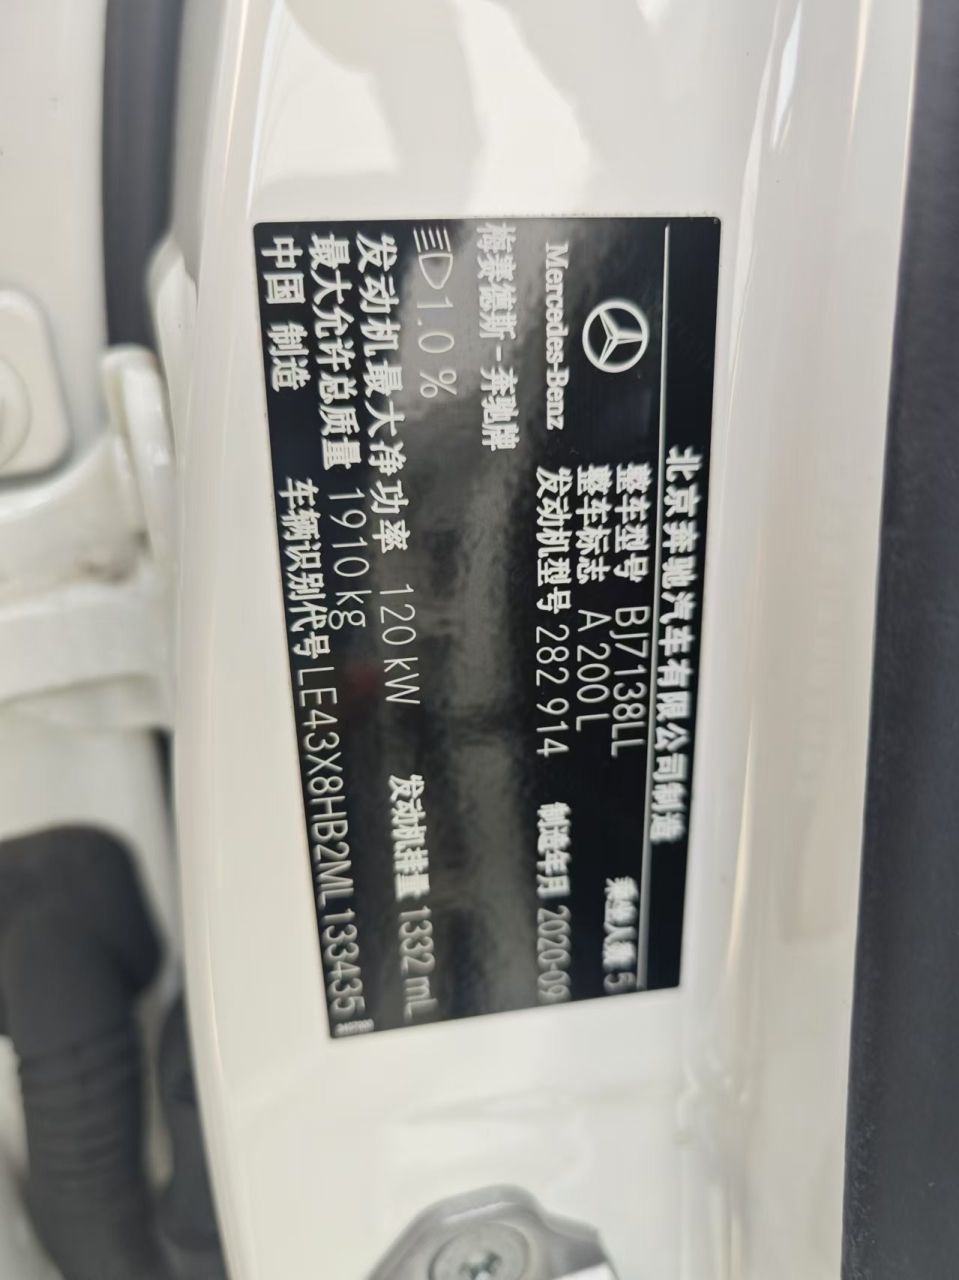 北京奔驰汽车有限公司制造
整车型号 BJ7138LL 乘坐人数 5
整车标志 A 200 L
Mercedes-Benz 发动机型号 282 914 制造年月 2020-09
梅赛德斯-奔驰牌
1.0 %
发动机最大净功率 120 kW 发动机排量 1332 mL
最大允许总质量 1910 kg
中国 制造 车辆识别代号 LE43X8HB2ML133435